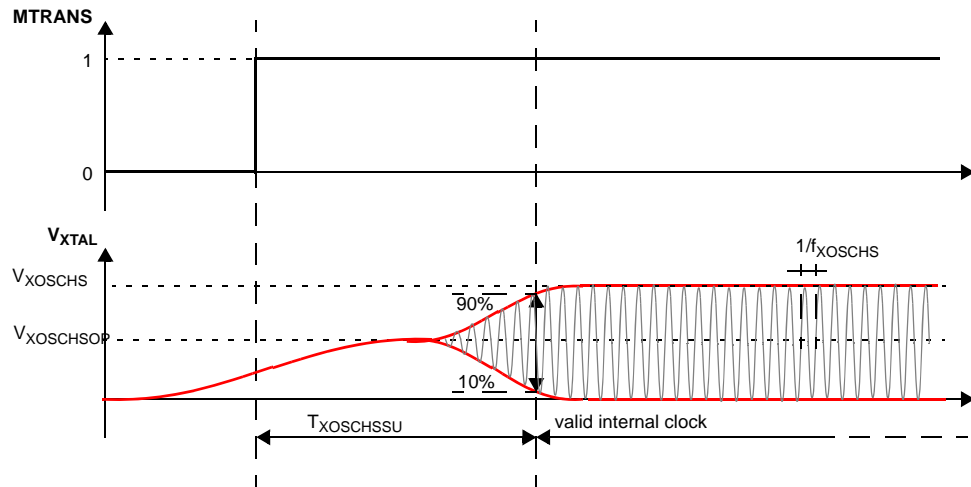 MTRANS
1
0
VXTAL
1/fXOSCHS
VXOSCHS
90%
VXOSCHSOP
10%
TXOSCHSSU
valid internal clock